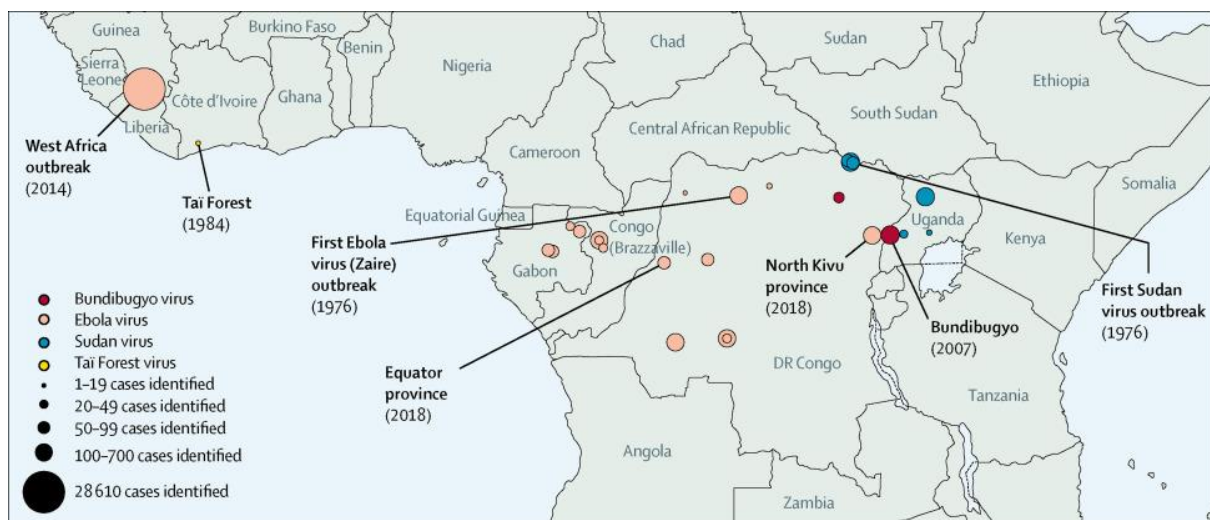 Guinea
Burkino Faso
Benin
Nigeria
Chad
Sudan
Ethiopia
Sierra
Leone
Côte d'Ivoire
Ghana
Liberia
Central African Republic
South Sudan
Somalia
Cameroon
West Africa
outbreak
(2014)
Taï Forest
(1984)
Equatorial Guinea
Congo
(Brazzaville)
Gabon
Uganda
Kenya
First Ebola
virus (Zaire)
outbreak
(1976)
North Kivu
province
(2018)
First Sudan
virus outbreak
(1976)
Bundibugyo
(2007)
Equator
province
(2018)
DR Congo
Tanzania
Angola
Zambia
Bundibugyo virus
Ebola virus
Sudan virus
Taï Forest virus
1–19 cases identified
20–49 cases identified
50–99 cases identified
100–700 cases identified
28 610 cases identified